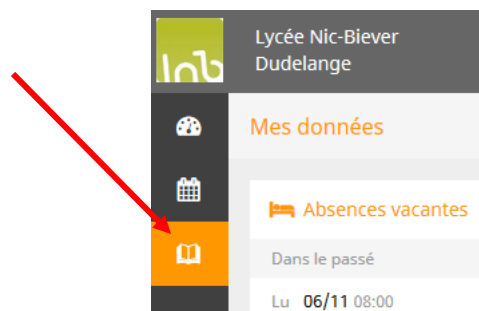 lnb
Lycée Nic-Biever
Dudelange
Mes données
Absences vacantes
Dans le passé
Lu 06/11 08:00